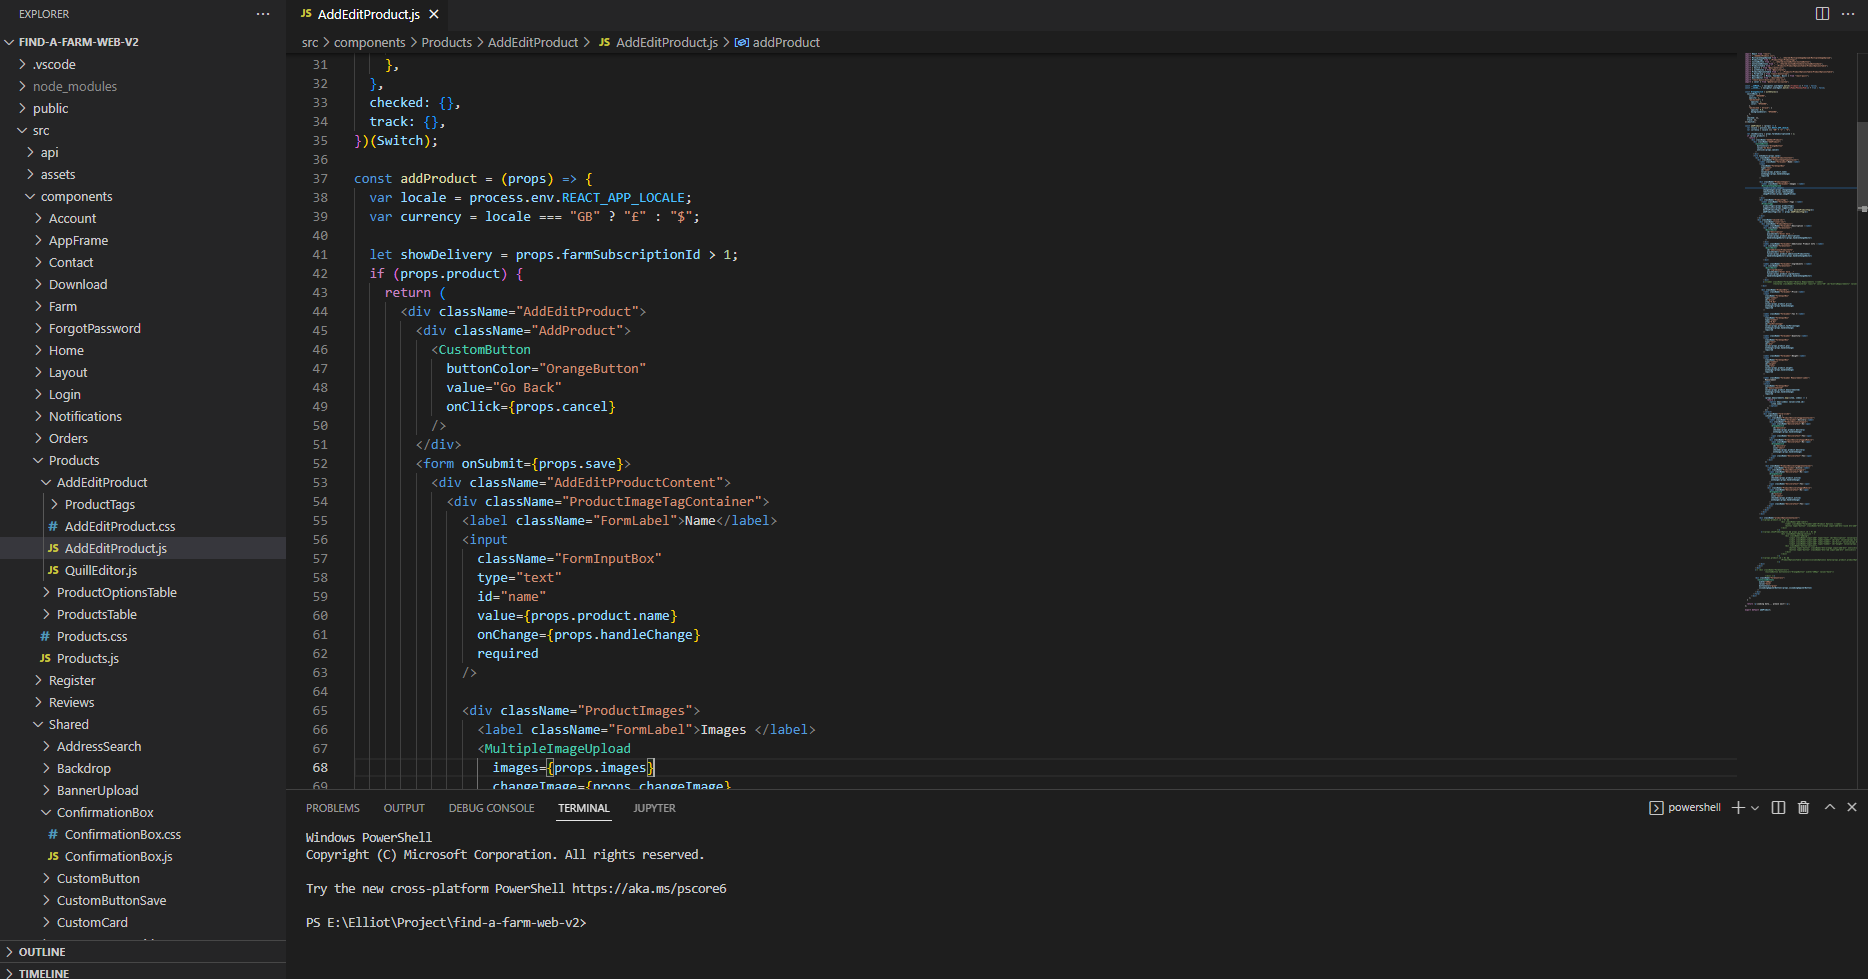 EXPLORER
FIND-A-FARM-WEB-V2
.vscode
node_modules
public
src
api
assets
components
Account
AppFrame
Contact
Download
Farm
ForgotPassword
Home
Layout
Login
Notifications
Orders
Products
AddEditProduct
ProductTags
# AddEditProduct.css
JS AddEditProduct.js
JS QuillEditor.js
ProductOptionsTable
ProductsTable
# Products.css
JS Products.js
Register
Reviews
Shared
AddressSearch
Backdrop
BannerUpload
ConfirmationBox
# ConfirmationBox.css
JS ConfirmationBox.js
CustomButton
CustomButtonSave
CustomCard
OUTLINE
TIMELINE
JS AddEditProduct.js
src > components > Products > AddEditProduct > JS AddEditProduct.js > addProduct
31 },
32 },
33 checked: {},
34 track: {},
35 })(Switch);
36
37 const addProduct = (props) => {
38 var locale = process.env.REACT_APP_LOCALE;
39 var currency = locale === "GB" ? "£" : "$";
40
41 let showDelivery = props.farmSubscriptionId > 1;
42 if (props.product) {
43 return (
44 <div className="AddEditProduct">
45 <div className="AddProduct">
46 <CustomButton
47 buttonColor="OrangeButton"
48 value="Go Back"
49 onClick={props.cancel}
50 />
51 </div>
52 <form onSubmit={props.save}>
53 <div className="AddEditProductContent">
54 <div className="ProductImageTagContainer">
55 <label className="FormLabel">Name</label>
56 <input
57 className="FormInputBox"
58 type="text"
59 id="name"
60 value={props.product.name}
61 onChange={props.handleChange}
62 required
63 />
64
65 <div className="ProductImages">
66 <label className="FormLabel">Images </label>
67 <MultipleImageUpload
68 images={props.images}
69 changeImage={props.changeImage}
PROBLEMS OUTPUT DEBUG CONSOLE TERMINAL JUPYTER
powershell
Windows PowerShell
Copyright (C) Microsoft Corporation. All rights reserved.
Try the new cross-platform PowerShell https://aka.ms/pscore6
PS E:\Elliot\Project\find-a-farm-web-v2>